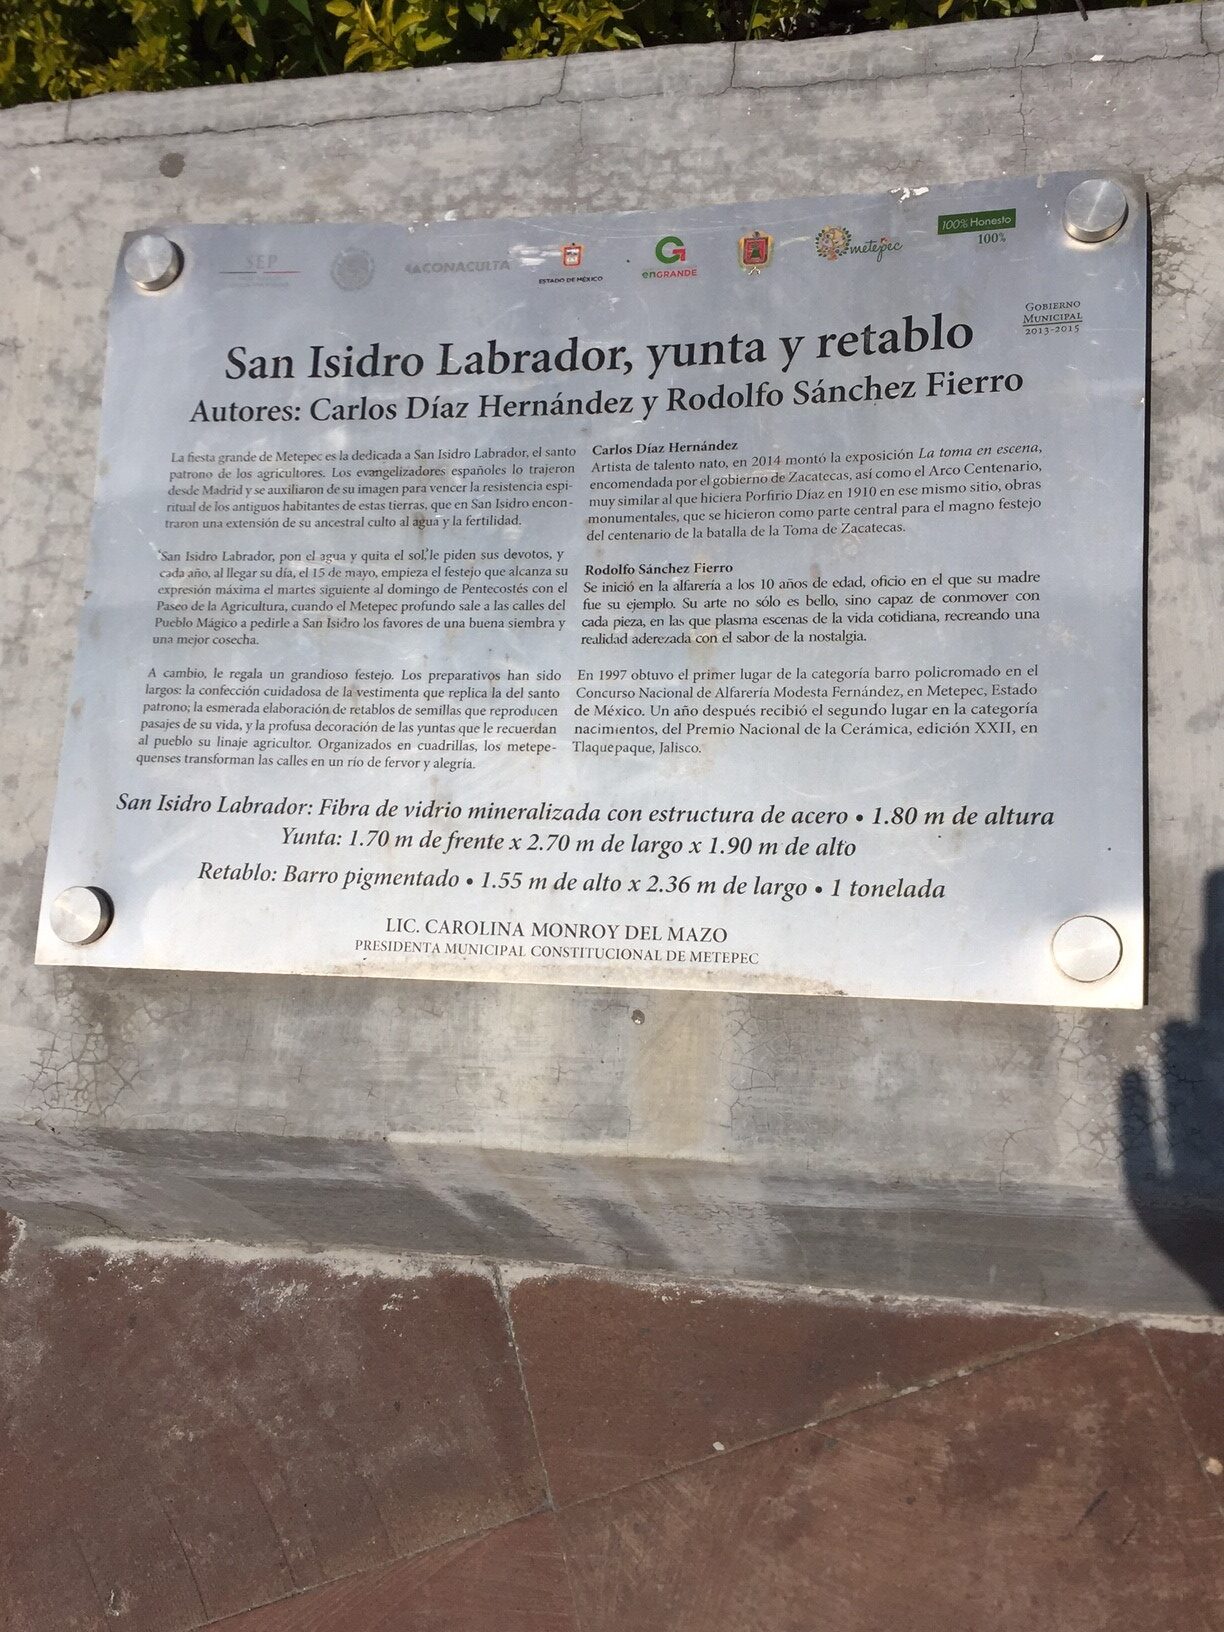 SEP
CONACULTA
ESTADO DE MÉXICO
enGRANDE
metepec
100% Honesto
100%
GOBIERNO
MUNICIPAL
2013-2015
San Isidro Labrador, yunta y retablo
Autores: Carlos Díaz Hernández y Rodolfo Sánchez Fierro
La fiesta grande de Metepec es la dedicada a San Isidro Labrador, el santo
patrono de los agricultores. Los evangelizadores españoles lo trajeron
desde Madrid y se auxiliaron de su imagen para vencer la resistencia espi-
ritual de los antiguos habitantes de estas tierras, que en San Isidro encon-
traron una extensión de su ancestral culto al agua y la fertilidad.
'San Isidro Labrador, pon el agua y quita el sol,' le piden sus devotos, y
cada año, al llegar su día, el 15 de mayo, empieza el festejo que alcanza su
expresión máxima el martes siguiente al domingo de Pentecostés con el
Paseo de la Agricultura, cuando el Metepec profundo sale a las calles del
Pueblo Mágico a pedirle a San Isidro los favores de una buena siembra y
una mejor cosecha.
A cambio, le regala un grandioso festejo. Los preparativos han sido
largos: la confección cuidadosa de la vestimenta que replica la del santo
patrono; la esmerada elaboración de retablos de semillas que reproducen
pasajes de su vida, y la profusa decoración de las yuntas que le recuerdan
al pueblo su linaje agricultor. Organizados en cuadrillas, los metepe-
quenses transforman las calles en un río de fervor y alegría.
Carlos Díaz Hernández
Artista de talento nato, en 2014 montó la exposición La toma en escena,
encomendada por el gobierno de Zacatecas, así como el Arco Centenario,
muy similar al que hiciera Porfirio Díaz en 1910 en ese mismo sitio, obras
monumentales, que se hicieron como parte central para el magno festejo
del centenario de la batalla de la Toma de Zacatecas.
Rodolfo Sánchez Fierro
Se inició en la alfarería a los 10 años de edad, oficio en el que su madre
fue su ejemplo. Su arte no sólo es bello, sino capaz de conmover con
cada pieza, en las que plasma escenas de la vida cotidiana, recreando una
realidad aderezada con el sabor de la nostalgia.
En 1997 obtuvo el primer lugar de la categoría barro policromado en el
Concurso Nacional de Alfarería Modesta Fernández, en Metepec, Estado
de México. Un año después recibió el segundo lugar en la categoría
nacimientos, del Premio Nacional de la Cerámica, edición XXII, en
Tlaquepaque, Jalisco.
San Isidro Labrador: Fibra de vidrio mineralizada con estructura de acero • 1.80 m de altura
Yunta: 1.70 m de frente x 2.70 m de largo x 1.90 m de alto
Retablo: Barro pigmentado • 1.55 m de alto x 2.36 m de largo • 1 tonelada
LIC. CAROLINA MONROY DEL MAZO
PRESIDENTA MUNICIPAL CONSTITUCIONAL DE METEPEC